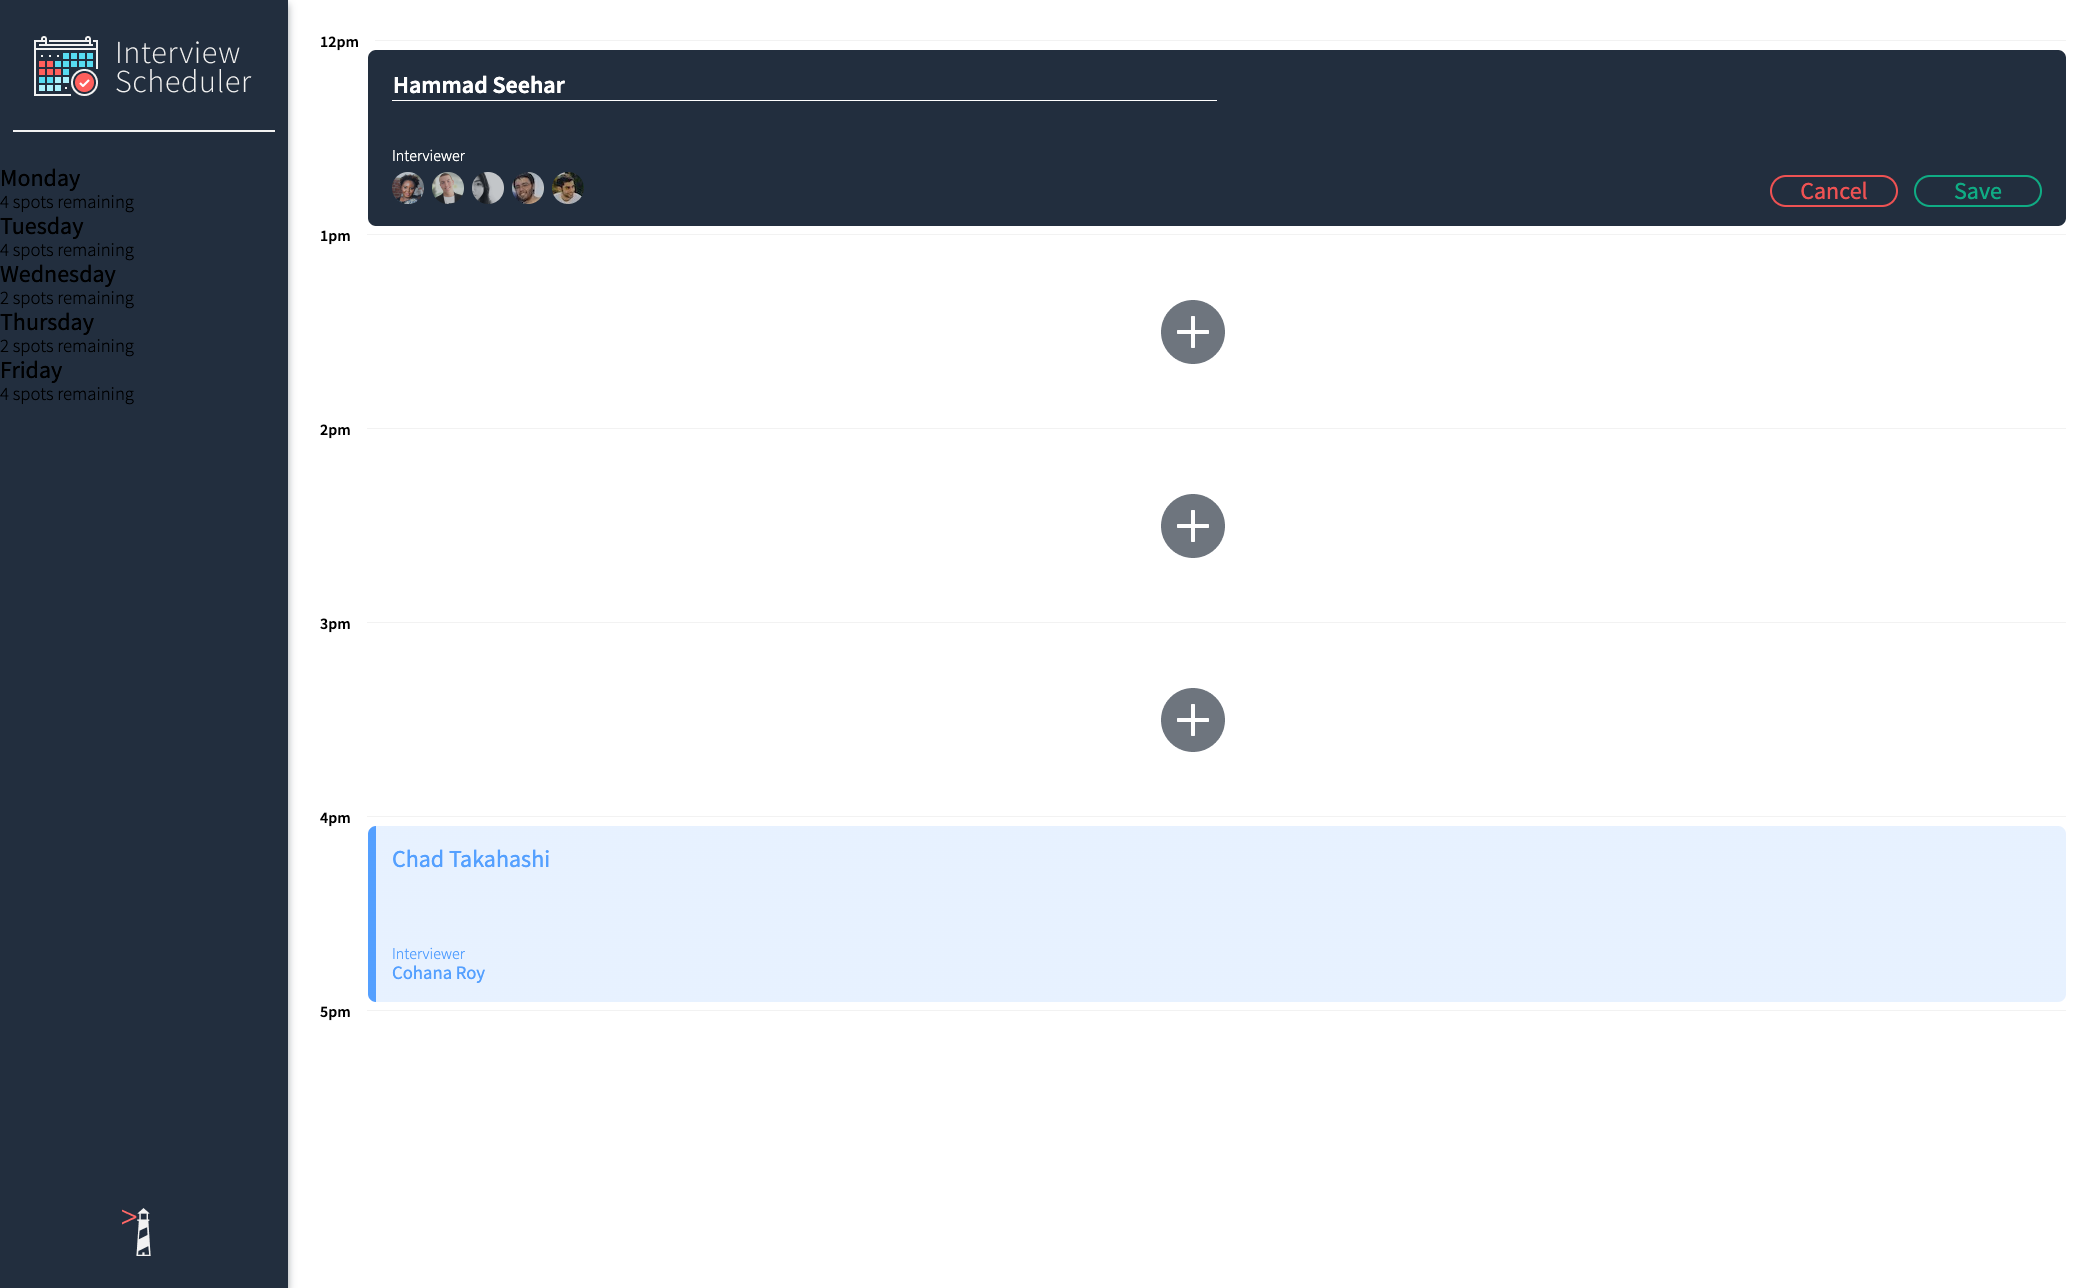 Interview
Scheduler
Monday
4 spots remaining
Tuesday
4 spots remaining
Wednesday
2 spots remaining
Thursday
2 spots remaining
Friday
4 spots remaining
12pm
Hammad Seehar
Interviewer
Cancel
Save
1pm
2pm
3pm
4pm
Chad Takahashi
Interviewer
Cohana Roy
5pm